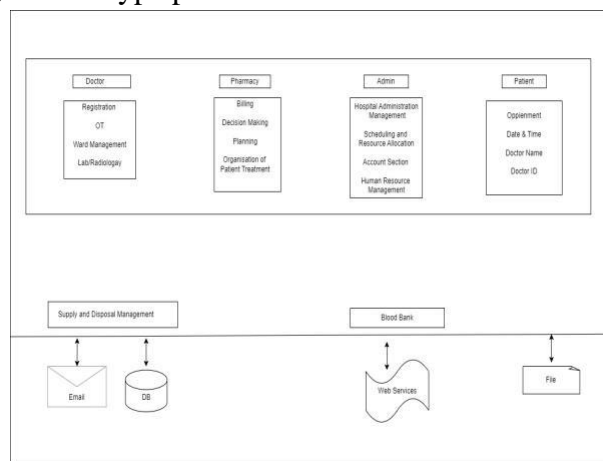 Doctor
Pharmacy
Admin
Patient
Registration
OT
Ward Management
Lab/Radiologay
Billing
Decision Making
Planning
Organisation of
Patient Treatment
Hospital Administration
Management
Scheduling and
Resource Allocation
Account Section
Human Resource
Management
Oppienment
Date & Time
Doctor Name
Doctor ID
Supply and Disposal Management
Blood Bank
Email
DB
Web Services
File